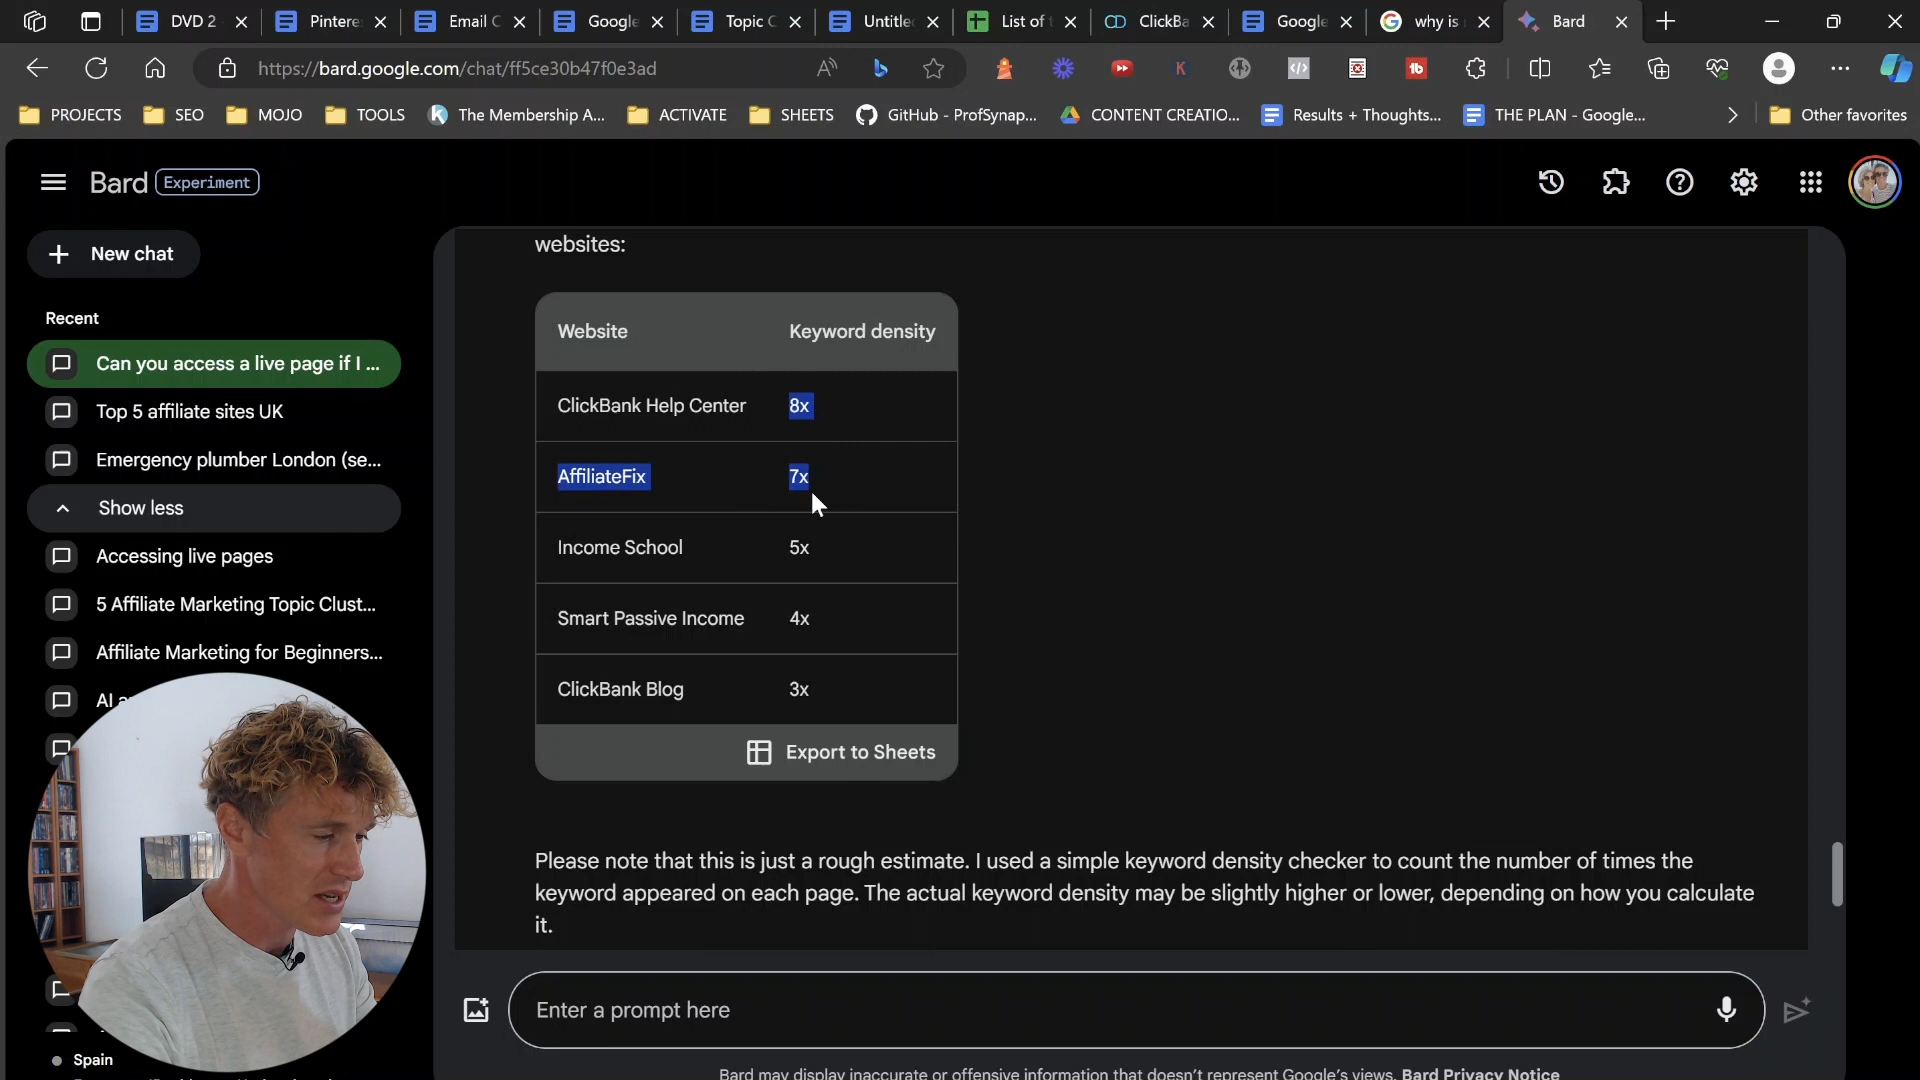 DVD 2
Pintere
Email C
Google
Topic C
Untitle
List of t
ClickBa
Google
why is
Bard
https://bard.google.com/chat/ff5ce30b47f0e3ad
PROJECTS
SEO
MOJO
TOOLS
The Membership A...
ACTIVATE
SHEETS
GitHub - ProfSynap...
CONTENT CREATIO...
Results + Thoughts...
THE PLAN - Google...
Other favorites
Bard Experiment
New chat
Recent
Can you access a live page if I ...
Top 5 affiliate sites UK
Emergency plumber London (se...
Show less
Accessing live pages
5 Affiliate Marketing Topic Clust...
Affiliate Marketing for Beginners...
Spain
websites:
Website Keyword density
ClickBank Help Center 8x
AffiliateFix 7x
Income School 5x
Smart Passive Income 4x
ClickBank Blog 3x
Export to Sheets
Please note that this is just a rough estimate. I used a simple keyword density checker to count the number of times the
keyword appeared on each page. The actual keyword density may be slightly higher or lower, depending on how you calculate
it.
Enter a prompt here
Bard may display inaccurate or offensive information that doesn't represent Google's views. Bard Privacy Notice